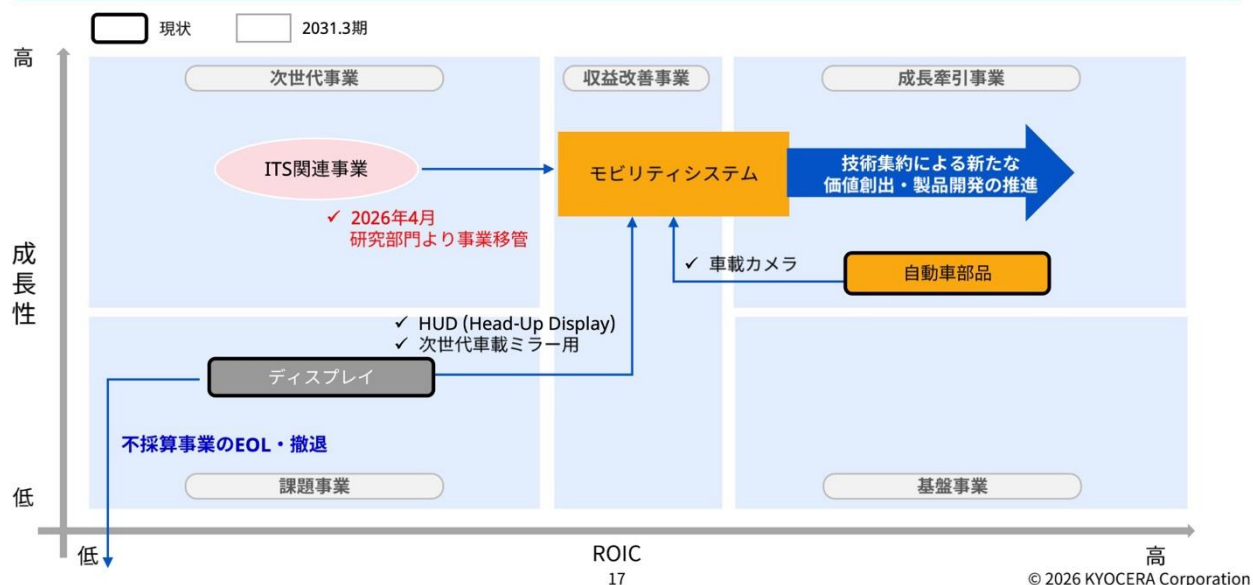 現状
2031.3期
高
次世代事業
収益改善事業
成長牽引事業
ITS関連事業
モビリティシステム
技術集約による新たな
価値創出・製品開発の推進
✓ 2026年4月
研究部門より事業移管
✓ 車載カメラ
自動車部品
成長性
✓ HUD (Head-Up Display)
✓ 次世代車載ミラー用
ディスプレイ
不採算事業のEOL・撤退
課題事業
基盤事業
低
低
ROIC
高
17
© 2026 KYOCERA Corporation